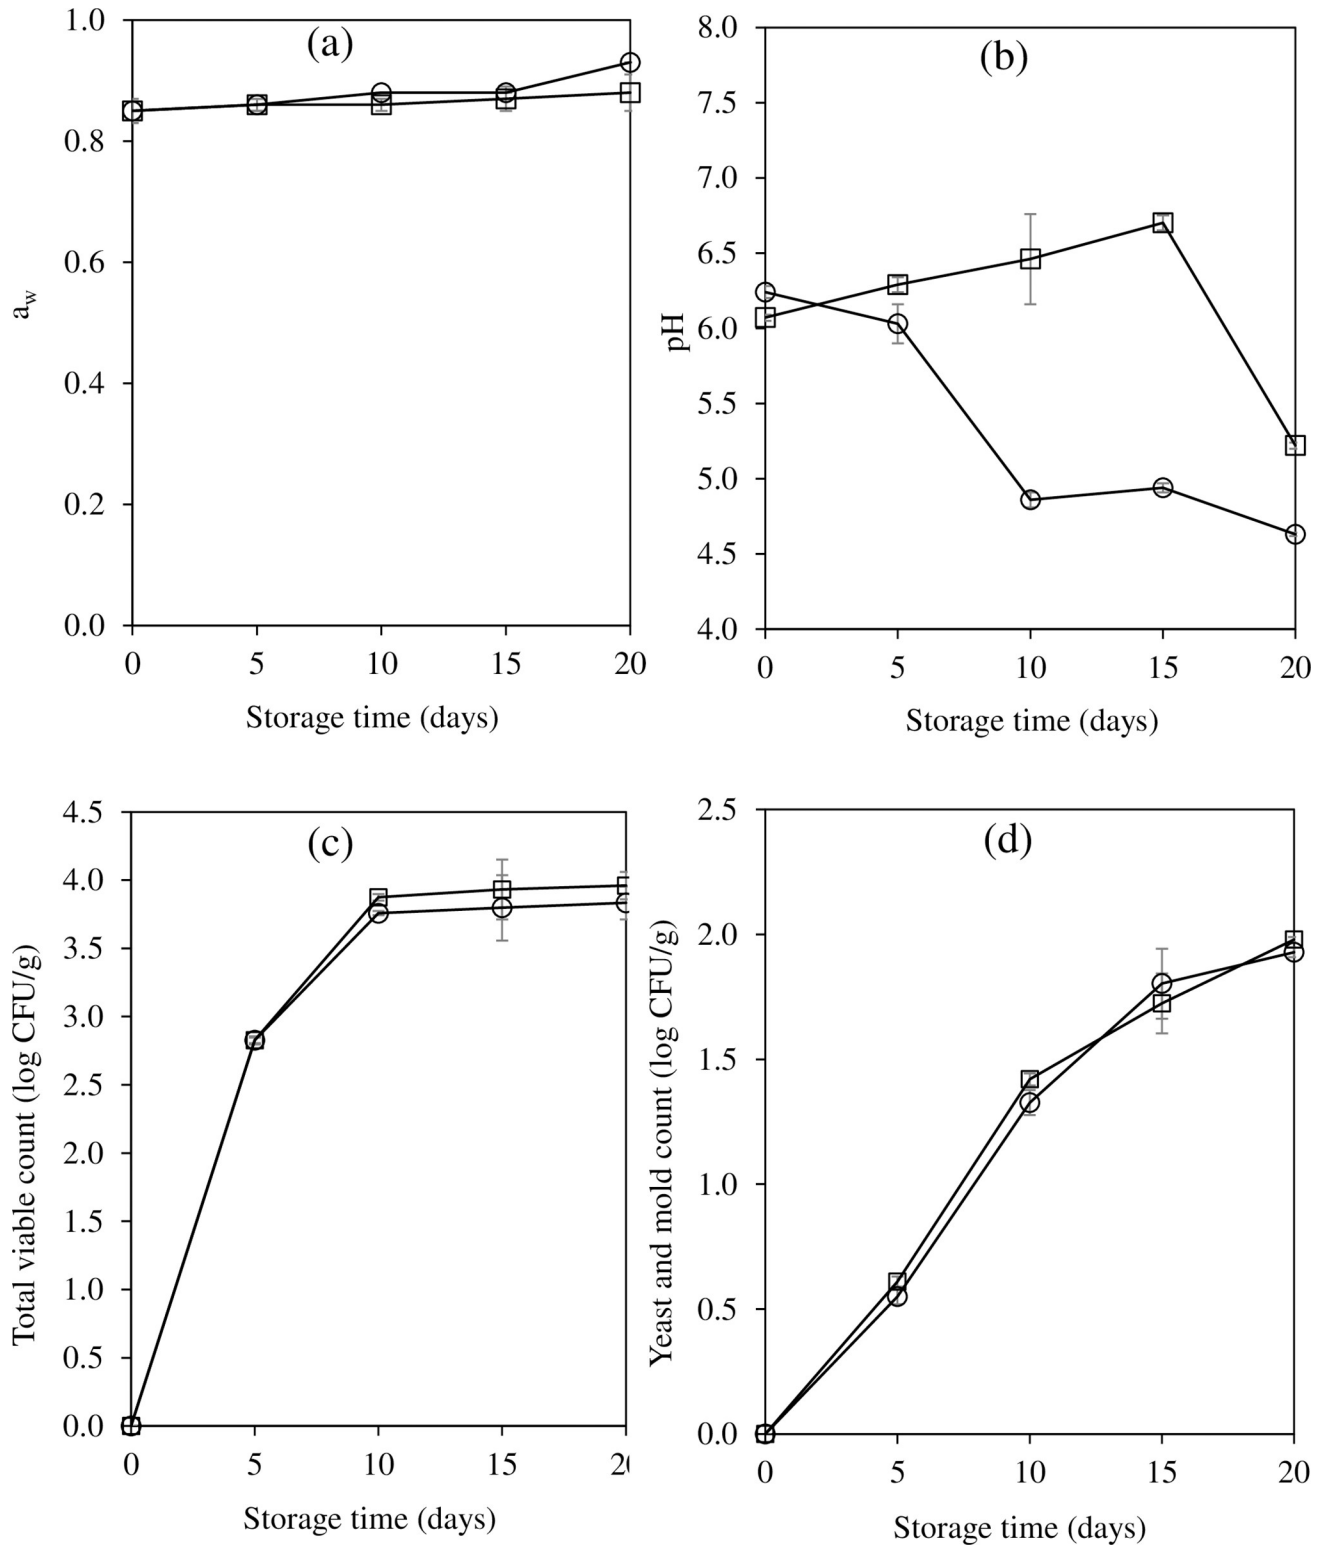 (a)
1.0
0.8
0.6
0.4
0.2
0.0
a_w
0 5 10 15 20
Storage time (days)
(b)
8.0
7.5
7.0
6.5
6.0
5.5
5.0
4.5
4.0
pH
0 5 10 15 20
Storage time (days)
(c)
4.5
4.0
3.5
3.0
2.5
2.0
1.5
1.0
0.5
0.0
Total viable count (log CFU/g)
0 5 10 15 20
Storage time (days)
(d)
2.5
2.0
1.5
1.0
0.5
0.0
Yeast and mold count (log CFU/g)
0 5 10 15 20
Storage time (days)